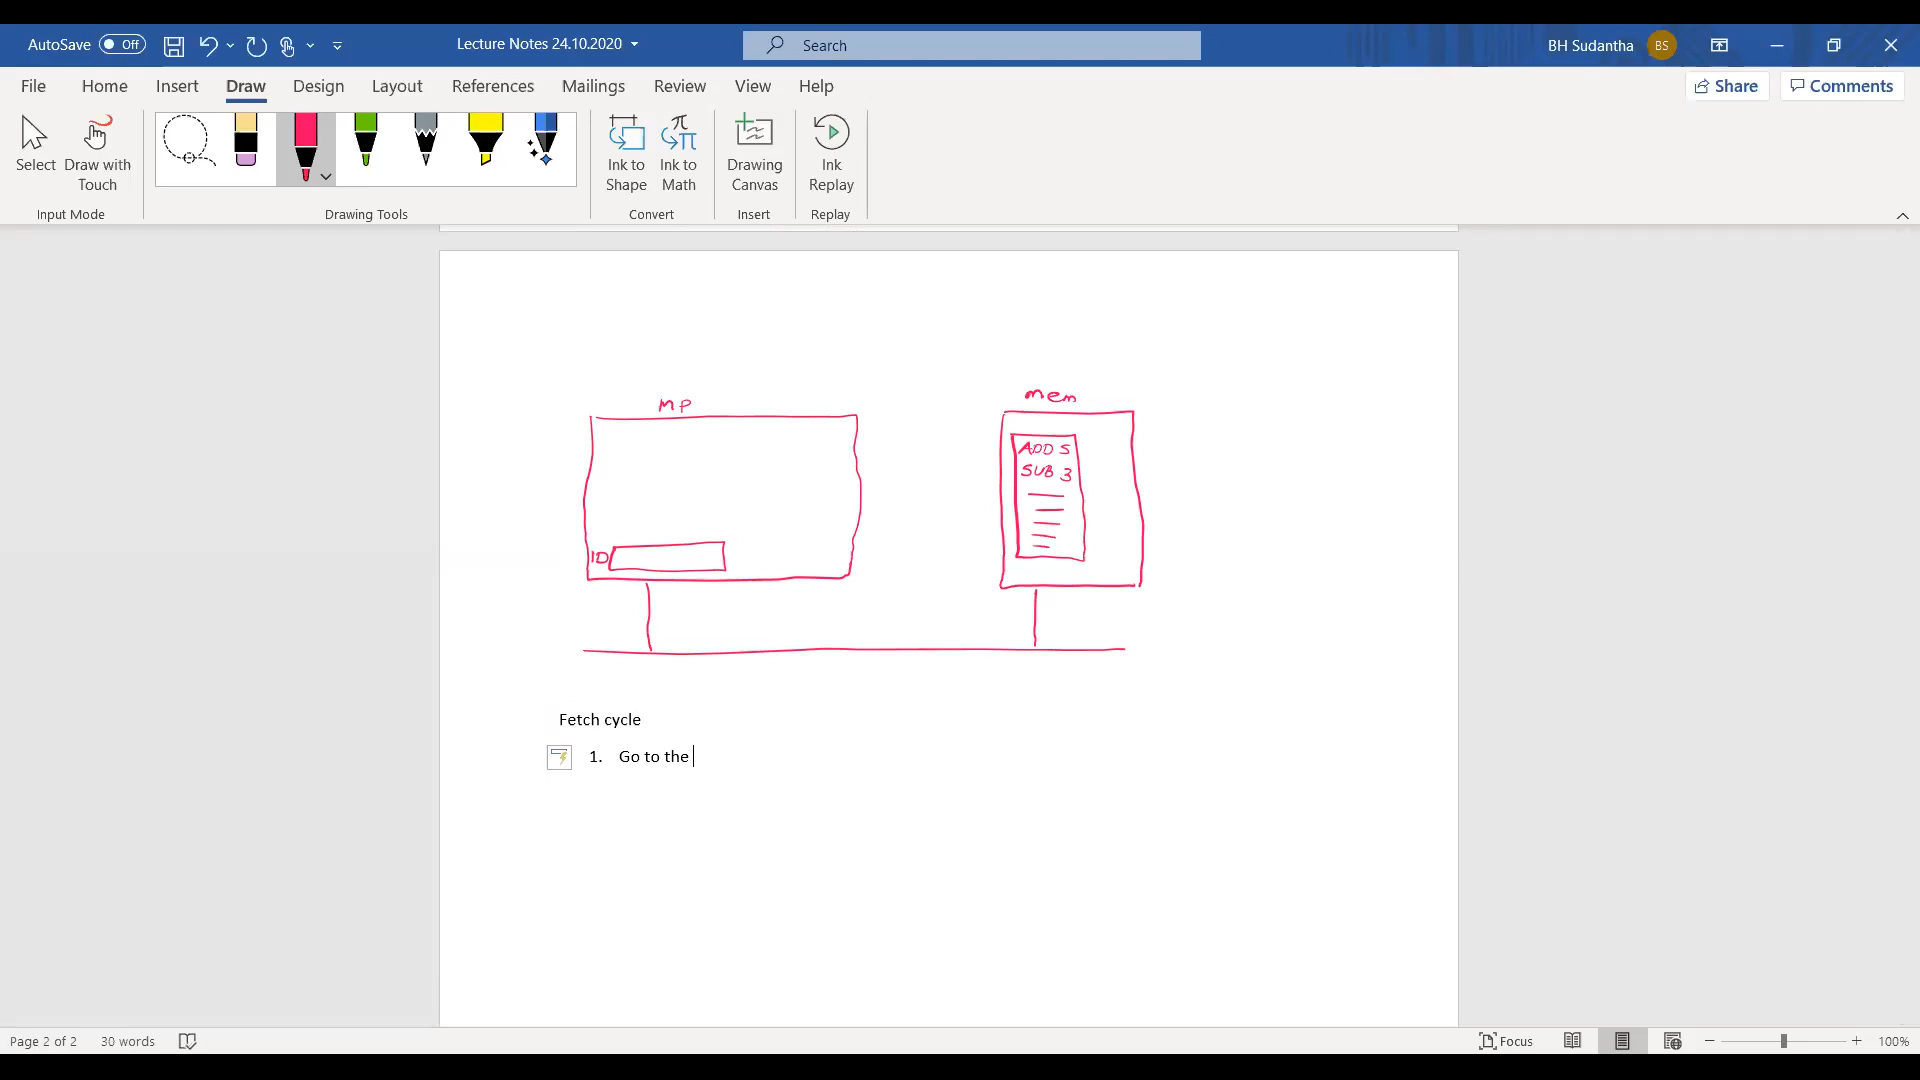 AutoSave Off
Lecture Notes 24.10.2020
Search
BH Sudantha BS
File Home Insert Draw Design Layout References Mailings Review View Help
Share Comments
Select
Draw with Touch
Ink to Shape
Ink to Math
Drawing Canvas
Ink Replay
Input Mode Drawing Tools Convert Insert Replay
MP
mem
ADD 5
SUB 3
ID
Fetch cycle
1. Go to the
Page 2 of 2 30 words Focus 100%